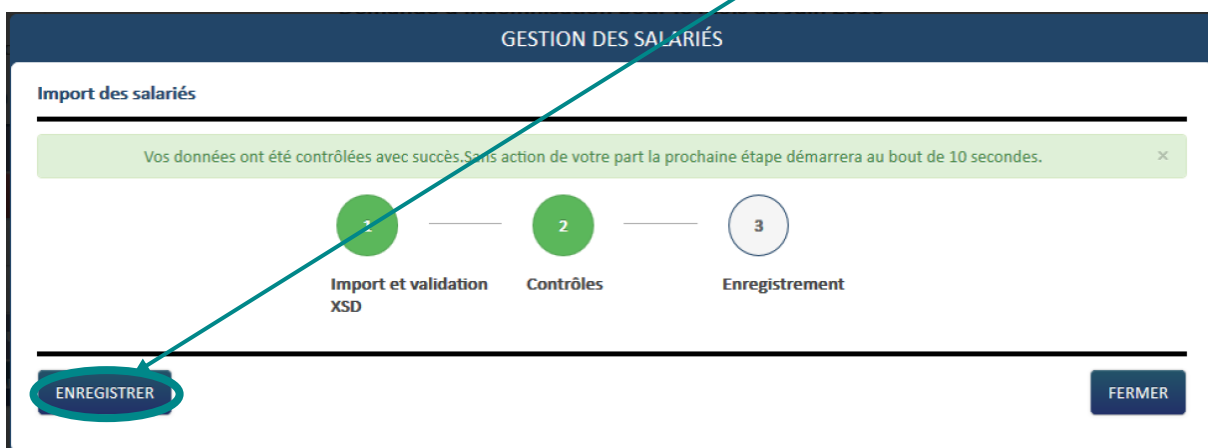 GESTION DES SALARIÉS
Import des salariés
Vos données ont été contrôlées avec succès.Sans action de votre part la prochaine étape démarrera au bout de 10 secondes. ×
1 2 3
Import et validation XSD Contrôles Enregistrement
ENREGISTRER FERMER